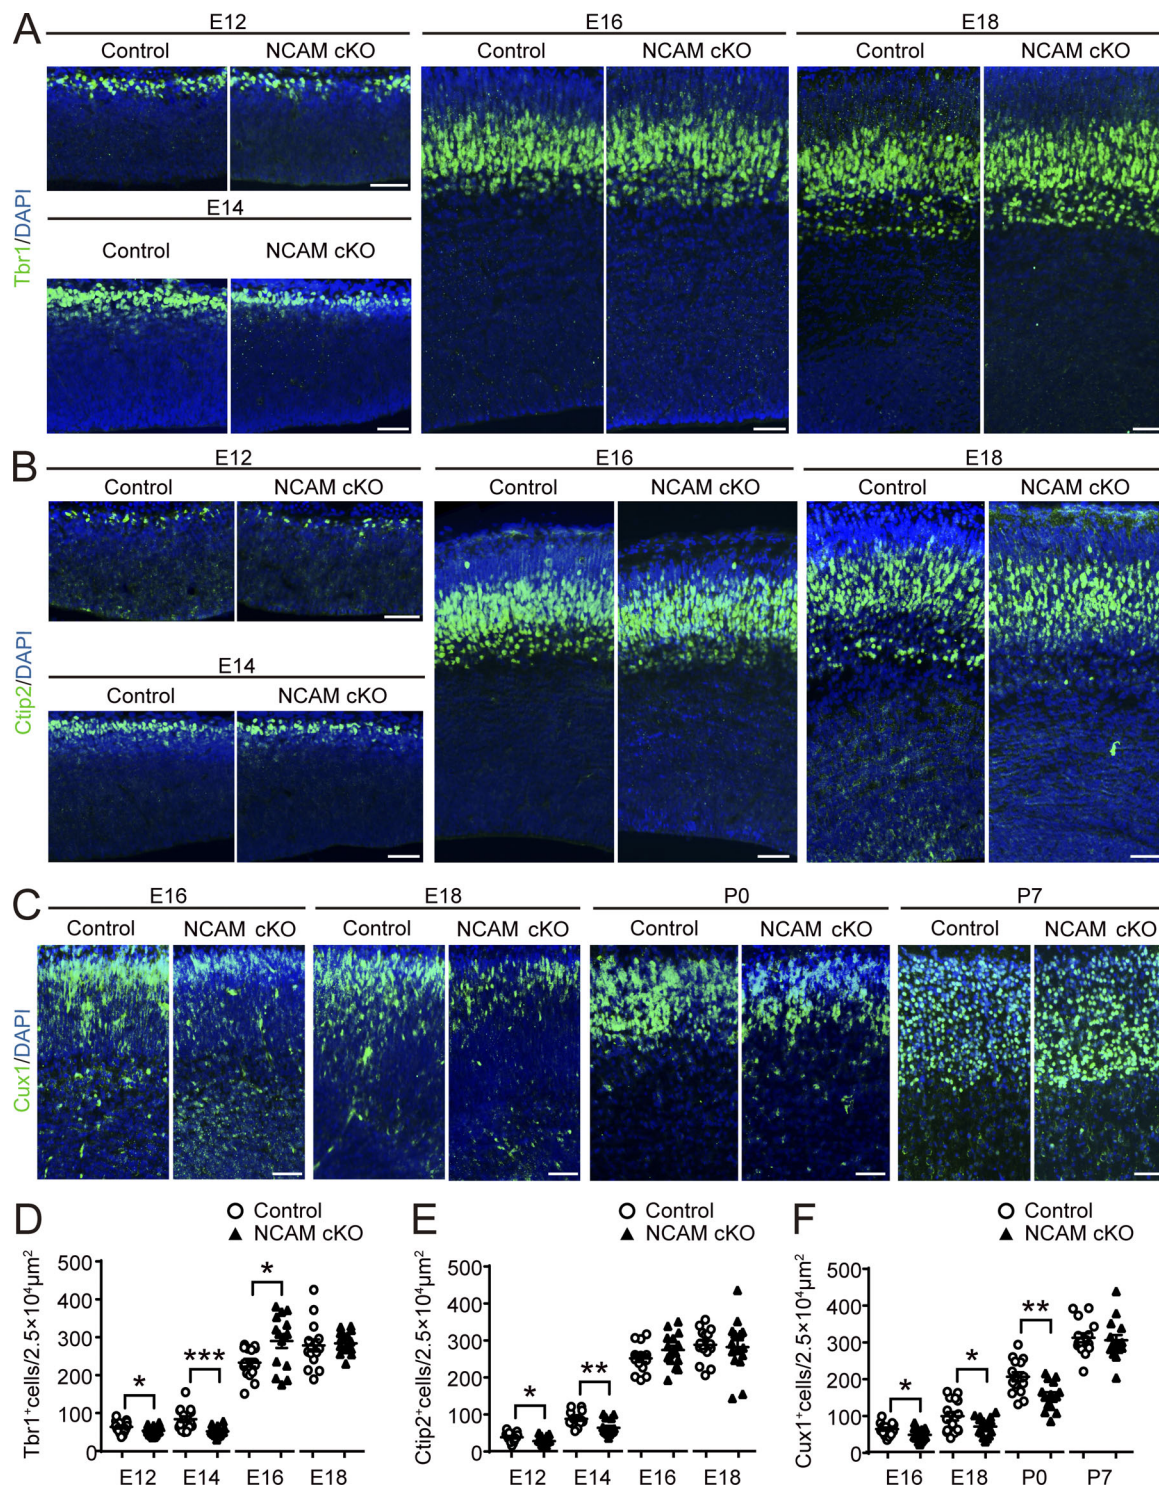 A
E12
E16
E18
Control
NCAM cKO
Control
NCAM cKO
Control
NCAM cKO
E14
Control
NCAM cKO
Tbr1/DAPI
B
E12
E16
E18
Control
NCAM cKO
Control
NCAM cKO
Control
NCAM cKO
E14
Control
NCAM cKO
Ctip2/DAPI
C
E16
E18
P0
P7
Control
NCAM cKO
Control
NCAM cKO
Control
NCAM cKO
Control
NCAM cKO
Cux1/DAPI
D
Control
NCAM cKO
Tbr1⁺cells/2.5×10⁴µm²
500
400
300
200
100
0
*
***
*
E12
E14
E16
E18
E
Control
NCAM cKO
Ctip2⁺cells/2.5×10⁴µm²
500
400
300
200
100
0
*
**
E12
E14
E16
E18
F
Control
NCAM cKO
Cux1⁺cells/2.5×10⁴µm²
500
400
300
200
100
0
*
*
**
E16
E18
P0
P7